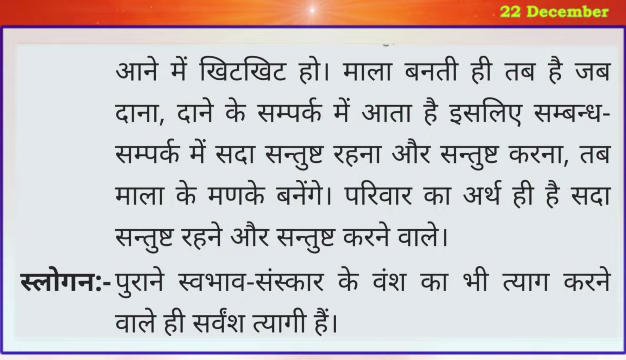 22 December
आने में खिटखिट हो। माला बनती ही तब है जब
दाना, दाने के सम्पर्क में आता है इसलिए सम्बन्ध-
सम्पर्क में सदा सन्तुष्ट रहना और सन्तुष्ट करना, तब
माला के मणके बनेंगे। परिवार का अर्थ ही है सदा
सन्तुष्ट रहने और सन्तुष्ट करने वाले।
स्लोगन:- पुराने स्वभाव-संस्कार के वंश का भी त्याग करने
वाले ही सर्वंश त्यागी हैं।